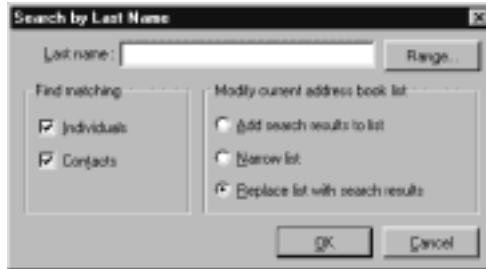 Search by Last Name
Last name:
Range...
Find matching
Individuals
Contacts
Modify current address book list
Add search results to list
Narrow list
Replace list with search results
OK
Cancel